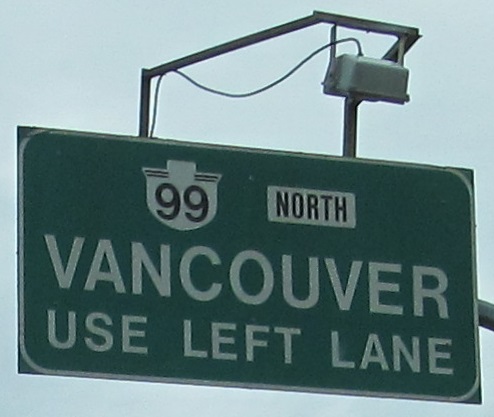 99 NORTH
VANCOUVER
USE LEFT LANE